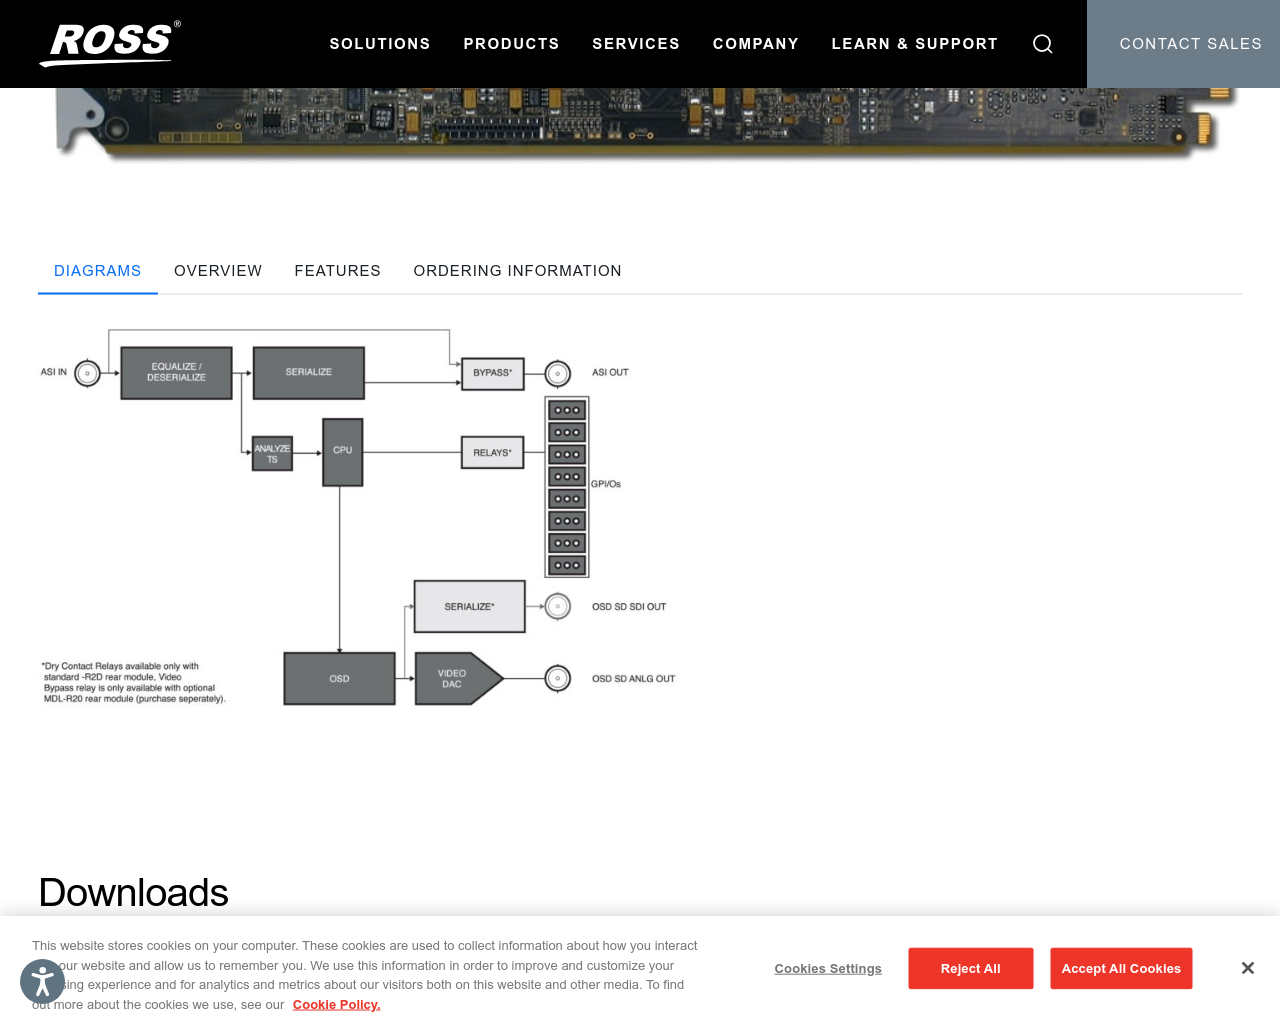 ROSS®
SOLUTIONS
PRODUCTS
SERVICES
COMPANY
LEARN & SUPPORT
CONTACT SALES
DIAGRAMS
OVERVIEW
FEATURES
ORDERING INFORMATION
ASI IN
EQUALIZE /
DESERIALIZE
SERIALIZE
BYPASS*
ASI OUT
ANALYZE
TS
CPU
RELAYS*
GPI/Os
SERIALIZE*
OSD SD SDI OUT
*Dry Contact Relays available only with
standard -R2D rear module, Video
Bypass relay is only available with optional
MDL-R20 rear module (purchase seperately).
OSD
VIDEO
DAC
OSD SD ANLG OUT
Downloads
This website stores cookies on your computer. These cookies are used to collect information about how you interact
our website and allow us to remember you. We use this information in order to improve and customize your
experience and for analytics and metrics about our visitors both on this website and other media. To find
out more about the cookies we use, see our Cookie Policy.
Cookies Settings
Reject All
Accept All Cookies